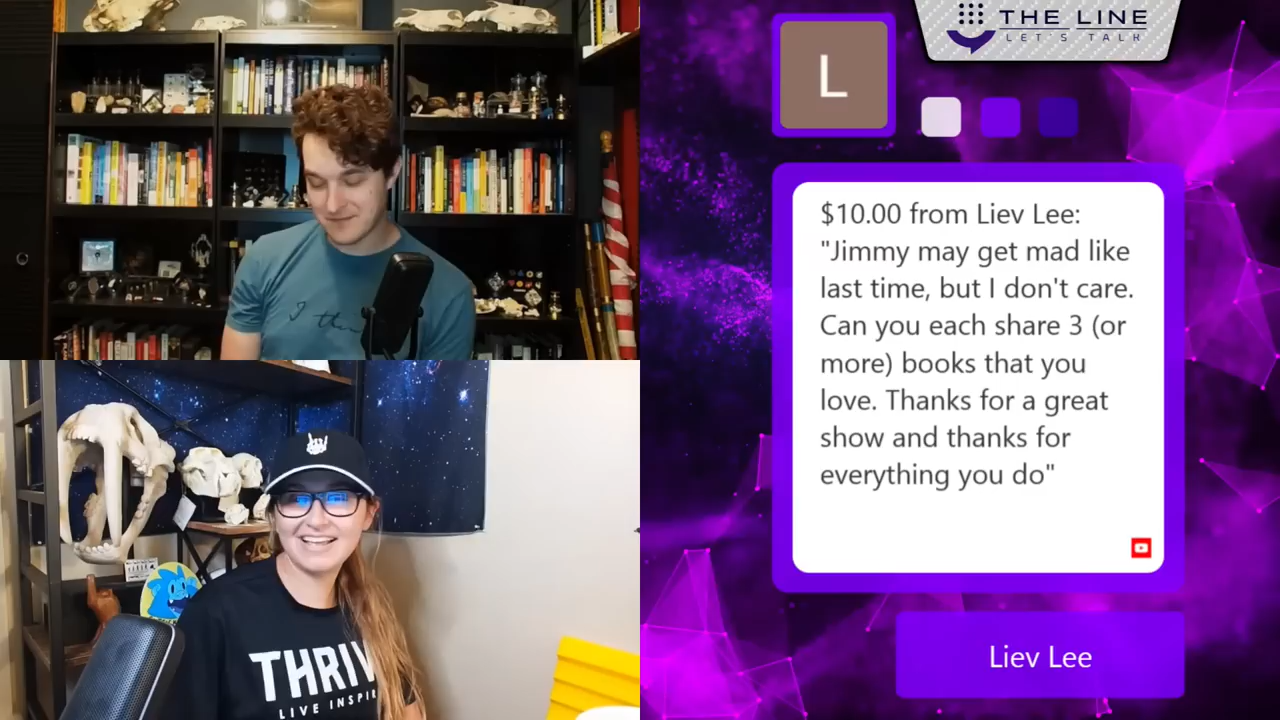 THE LINE
LET'S TALK
L
$10.00 from Liev Lee:
"Jimmy may get mad like
last time, but I don't care.
Can you each share 3 (or
more) books that you
love. Thanks for a great
show and thanks for
everything you do"
Liev Lee
I the
THRIV
LIVE INSPI